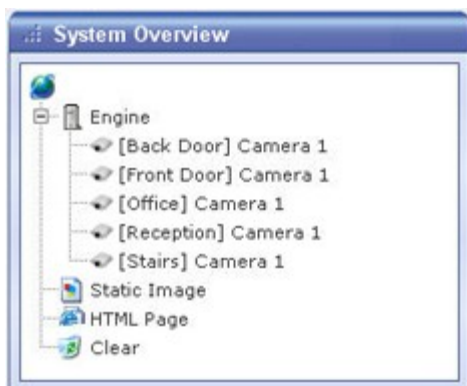 System Overview
Engine
[Back Door] Camera 1
[Front Door] Camera 1
[Office] Camera 1
[Reception] Camera 1
[Stairs] Camera 1
Static Image
HTML Page
Clear